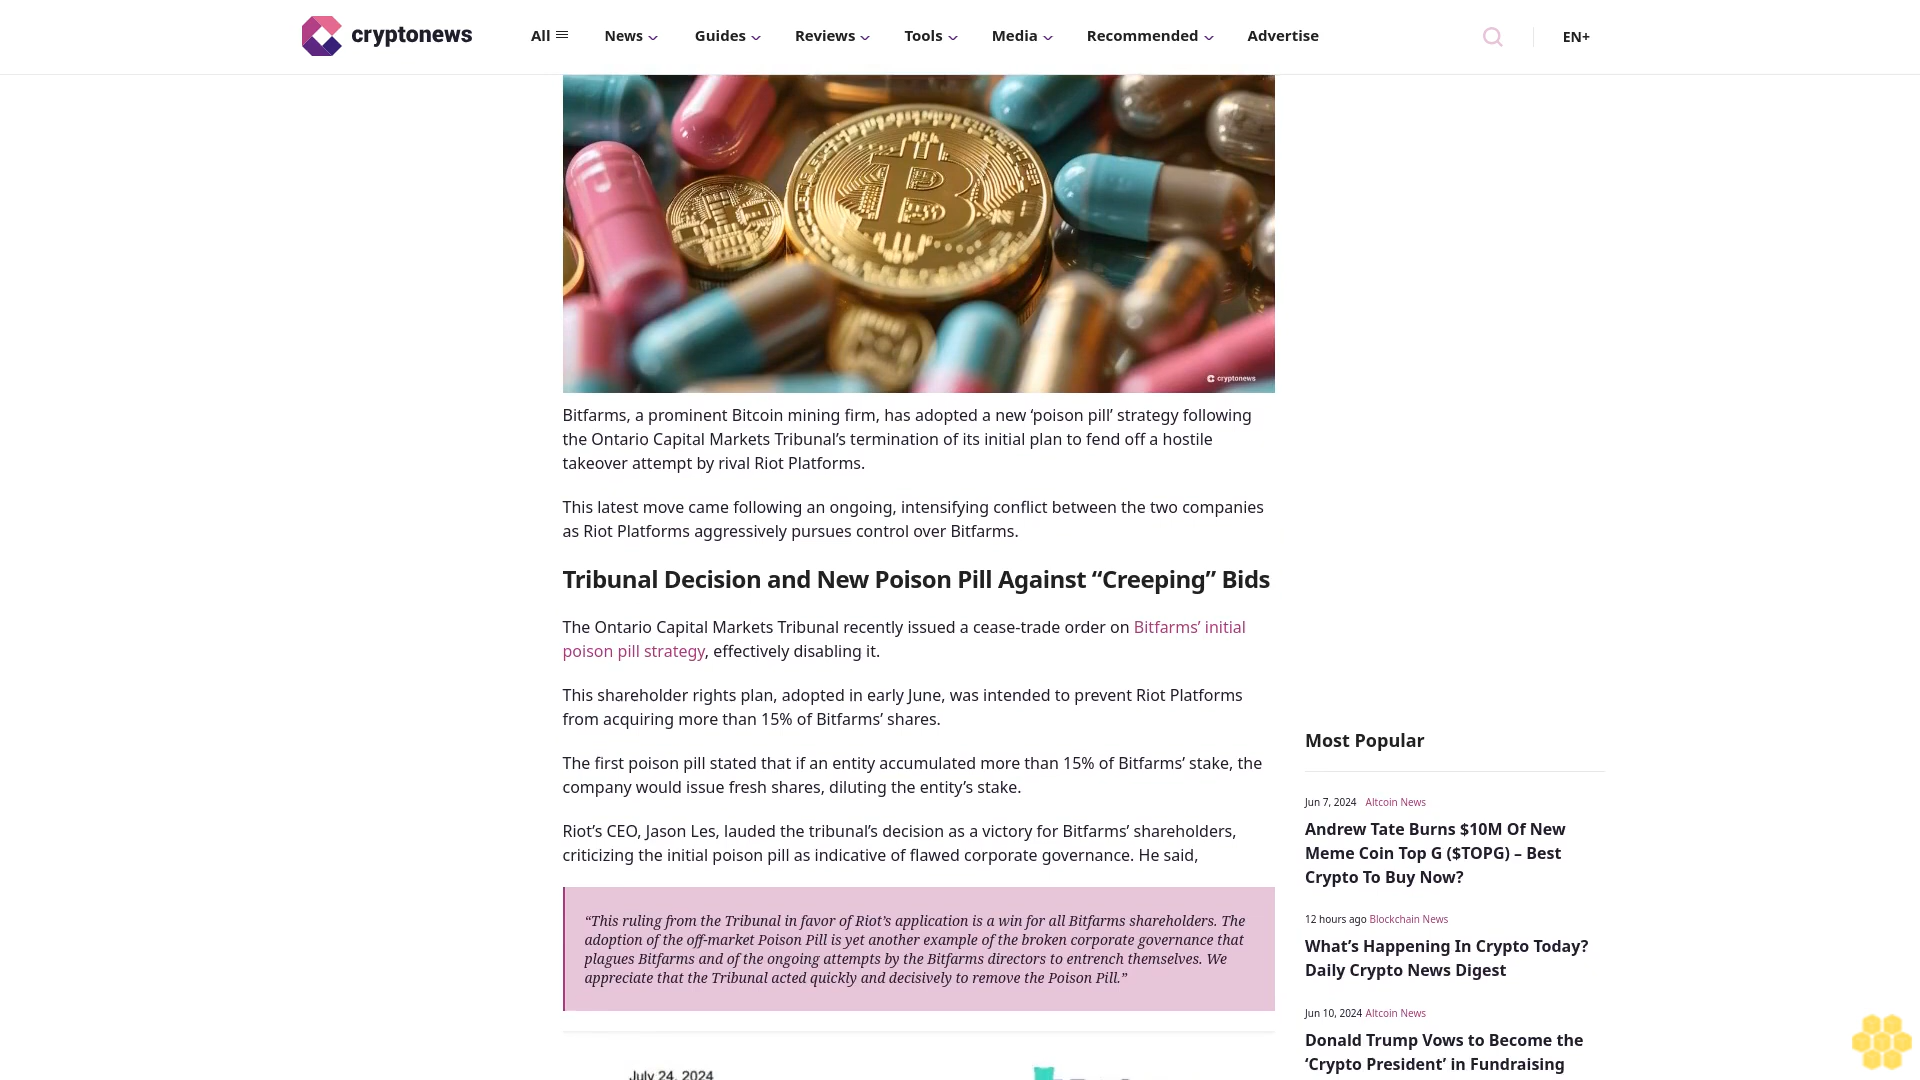 cryptonews
All
News
Guides
Reviews
Tools
Media
Recommended
Advertise
EN+
cryptonews
Bitfarms, a prominent Bitcoin mining firm, has adopted a new ‘poison pill’ strategy following
the Ontario Capital Markets Tribunal’s termination of its initial plan to fend off a hostile
takeover attempt by rival Riot Platforms.
This latest move came following an ongoing, intensifying conflict between the two companies
as Riot Platforms aggressively pursues control over Bitfarms.
Tribunal Decision and New Poison Pill Against “Creeping” Bids
The Ontario Capital Markets Tribunal recently issued a cease-trade order on Bitfarms’ initial
poison pill strategy, effectively disabling it.
This shareholder rights plan, adopted in early June, was intended to prevent Riot Platforms
from acquiring more than 15% of Bitfarms’ shares.
The first poison pill stated that if an entity accumulated more than 15% of Bitfarms’ stake, the
company would issue fresh shares, diluting the entity’s stake.
Riot’s CEO, Jason Les, lauded the tribunal’s decision as a victory for Bitfarms’ shareholders,
criticizing the initial poison pill as indicative of flawed corporate governance. He said,
“This ruling from the Tribunal in favor of Riot’s application is a win for all Bitfarms shareholders. The
adoption of the off-market Poison Pill is yet another example of the broken corporate governance that
plagues Bitfarms and of the ongoing attempts by the Bitfarms directors to entrench themselves. We
appreciate that the Tribunal acted quickly and decisively to remove the Poison Pill.”
July 24, 2024
Most Popular
Jun 7, 2024 Altcoin News
Andrew Tate Burns $10M Of New
Meme Coin Top G ($TOPG) – Best
Crypto To Buy Now?
12 hours ago Blockchain News
What’s Happening In Crypto Today?
Daily Crypto News Digest
Jun 10, 2024 Altcoin News
Donald Trump Vows to Become the
‘Crypto President’ in Fundraising